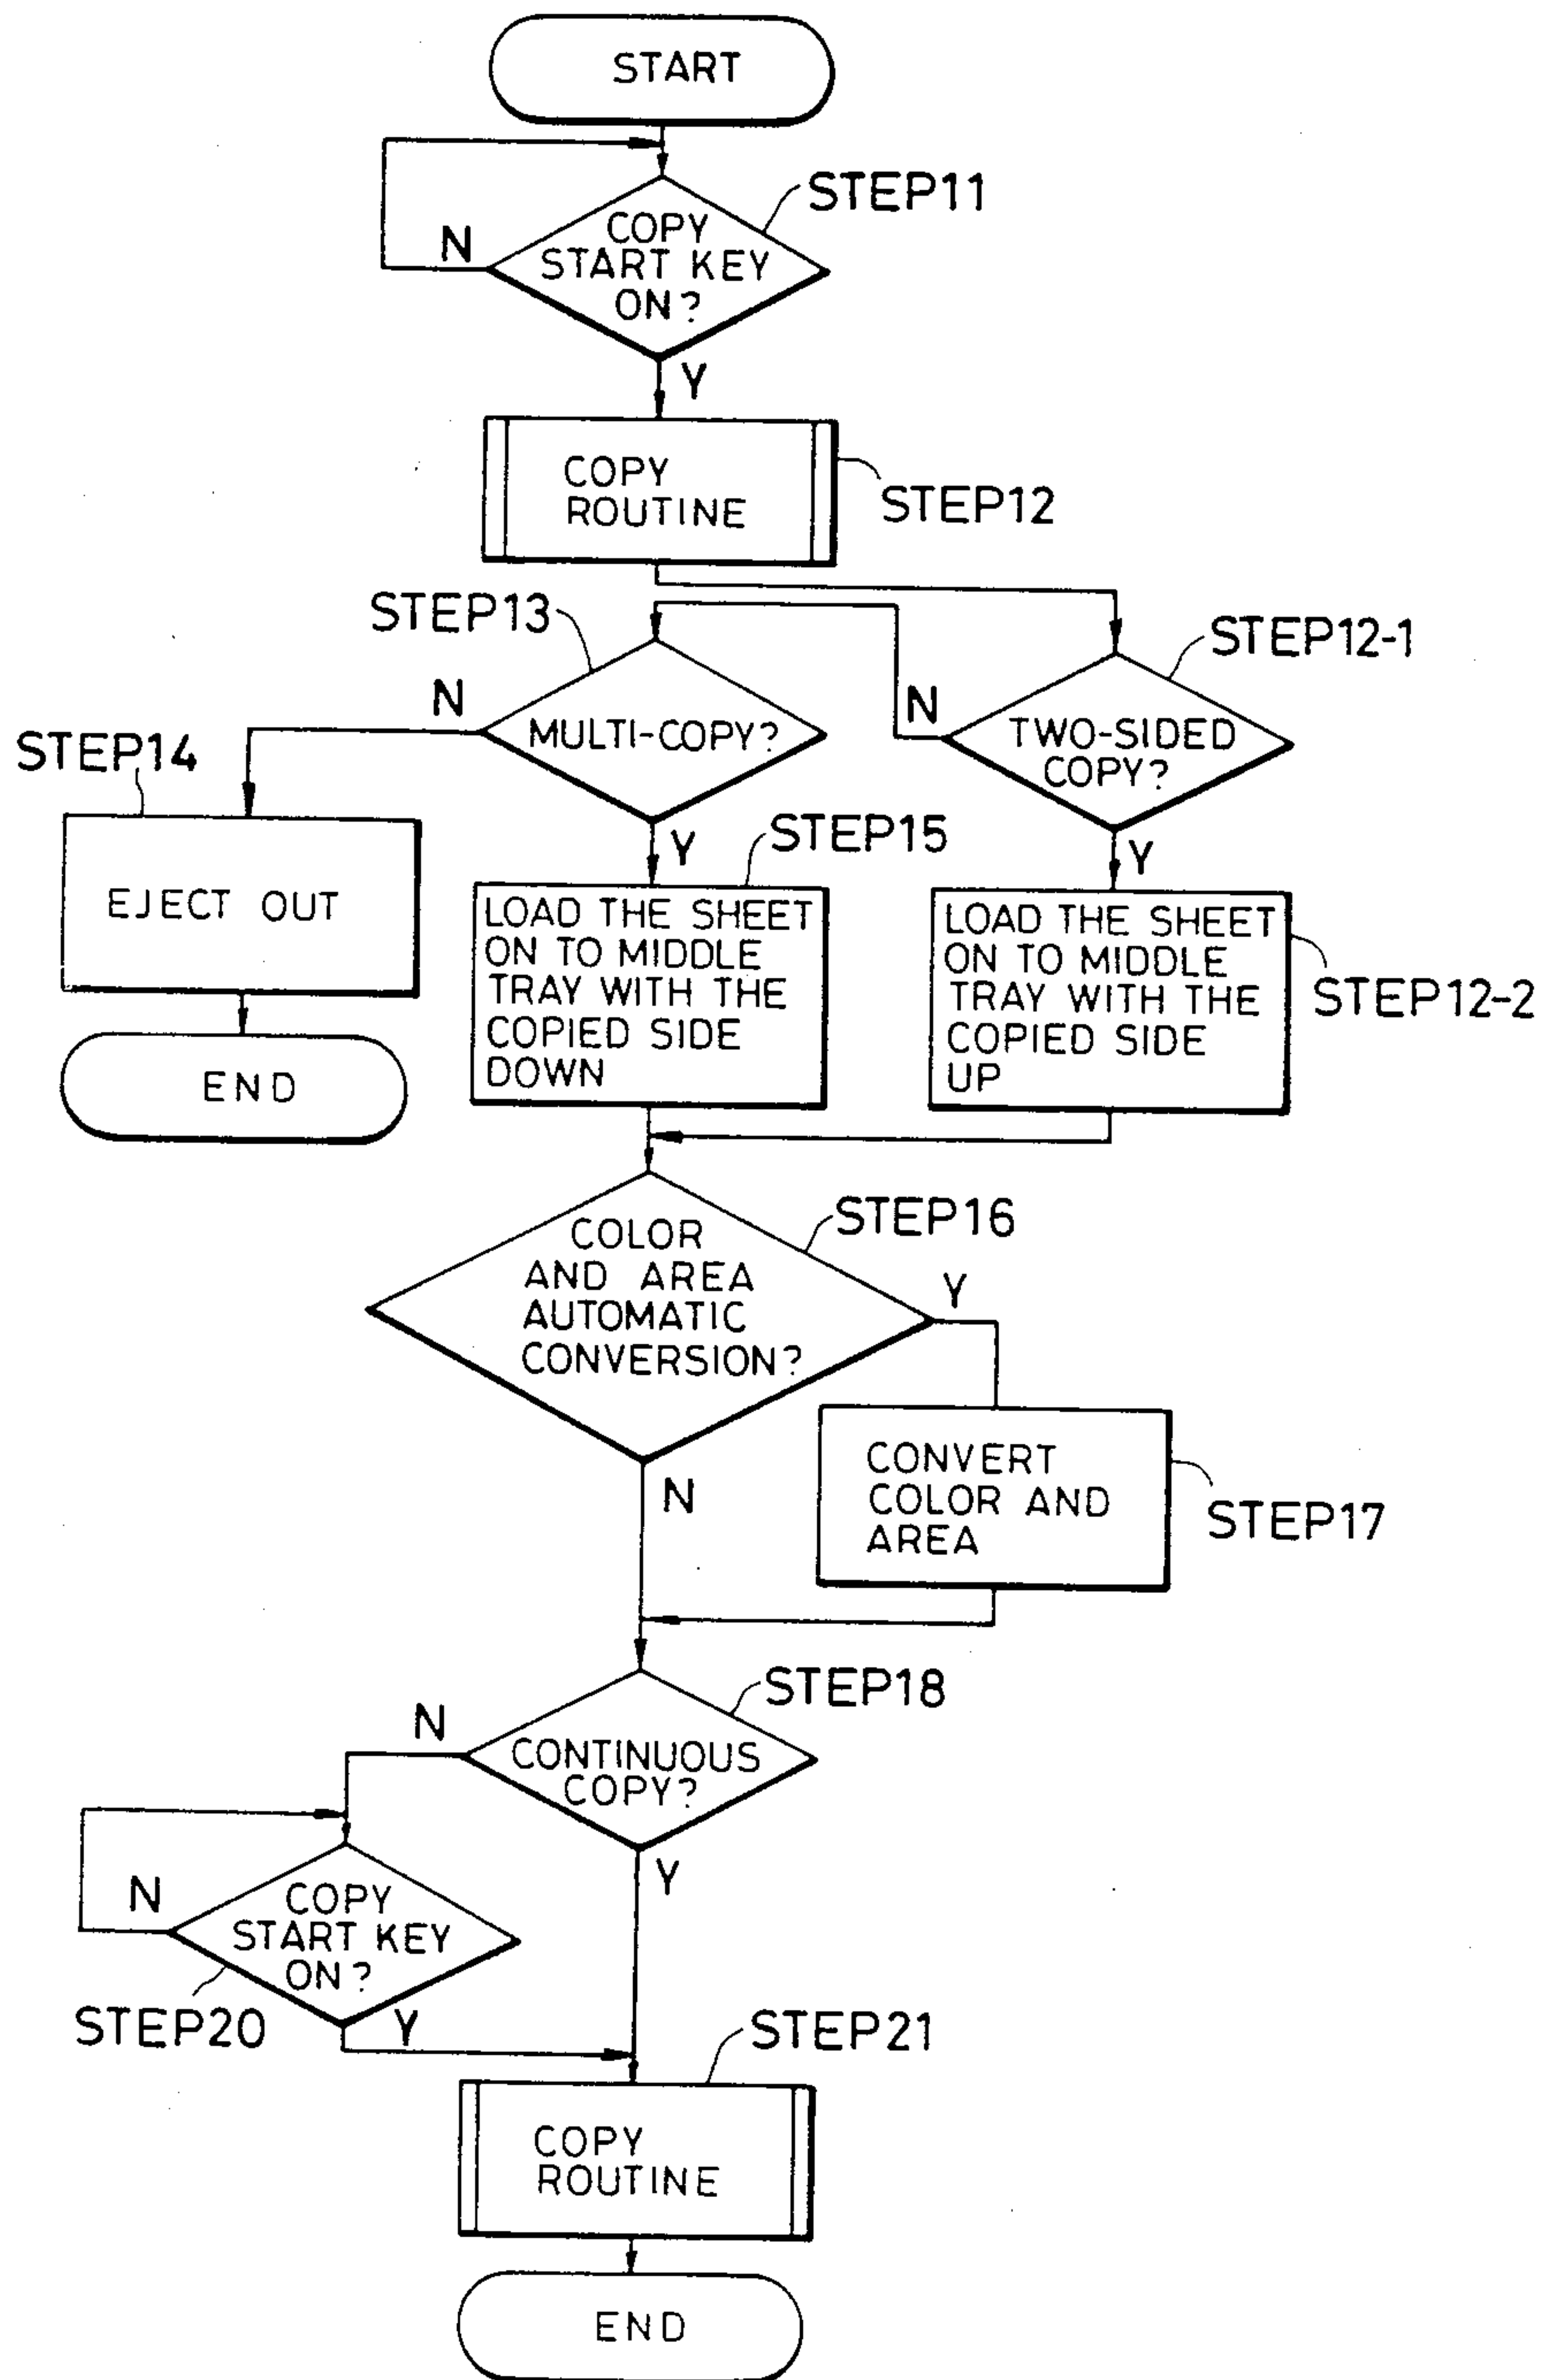 START
STEP11
N
COPY
START KEY
ON?
Y
COPY
ROUTINE
STEP12
STEP13
STEP12-1
N
MULTI-COPY?
N
TWO-SIDED
COPY?
STEP14
Y
STEP15
Y
EJECT OUT
LOAD THE SHEET
ON TO MIDDLE
TRAY WITH THE
COPIED SIDE
DOWN
LOAD THE SHEET
ON TO MIDDLE
TRAY WITH THE
COPIED SIDE
UP
STEP12-2
END
STEP16
COLOR
AND AREA
AUTOMATIC
CONVERSION?
Y
N
CONVERT
COLOR AND
AREA
STEP17
STEP18
N
CONTINUOUS
COPY?
Y
N
COPY
START KEY
ON?
STEP20
Y
STEP21
COPY
ROUTINE
END